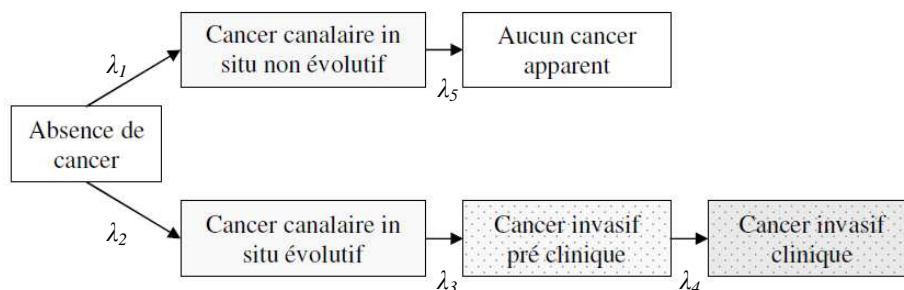 Cancer canalaire in
situ non évolutif
Aucun cancer
apparent
λ1
λ5
Absence de
cancer
λ2
Cancer canalaire in
situ évolutif
Cancer invasif
pré clinique
Cancer invasif
clinique
λ3
λ4